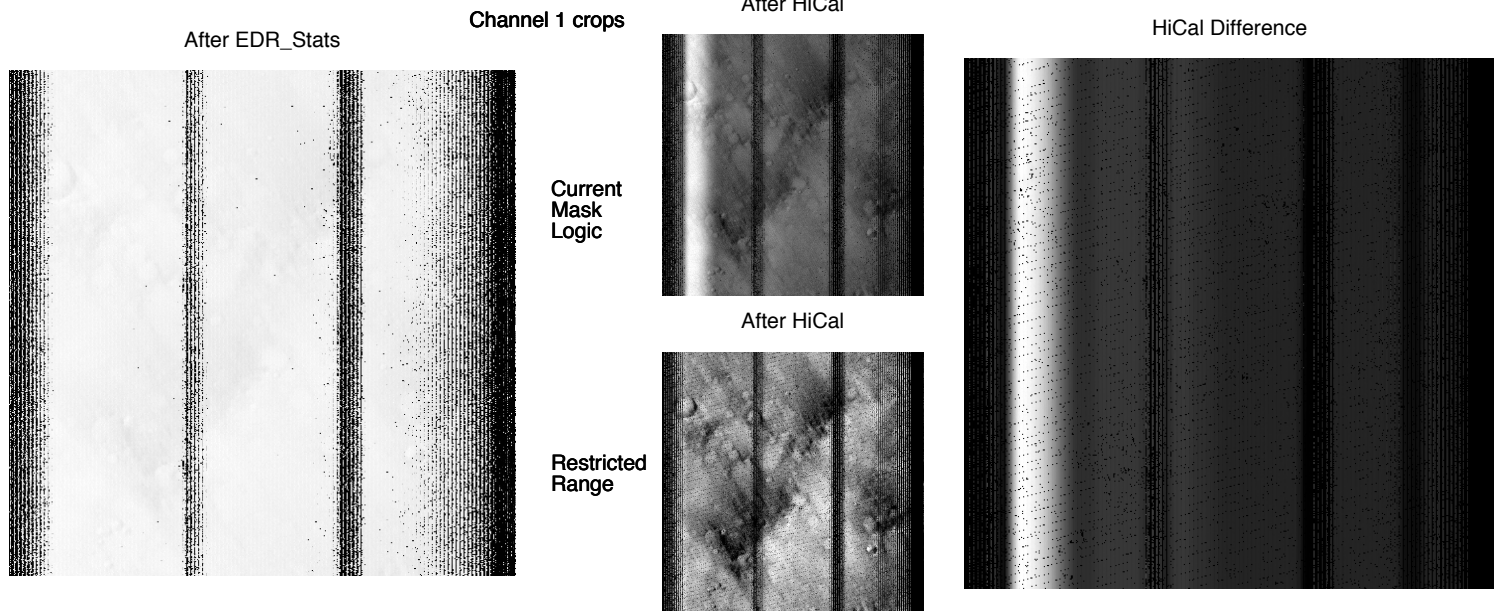 Channel 1 crops
After EDR_Stats
After HiCal
HiCal Difference
Current
Mask
Logic
After HiCal
Restricted
Range